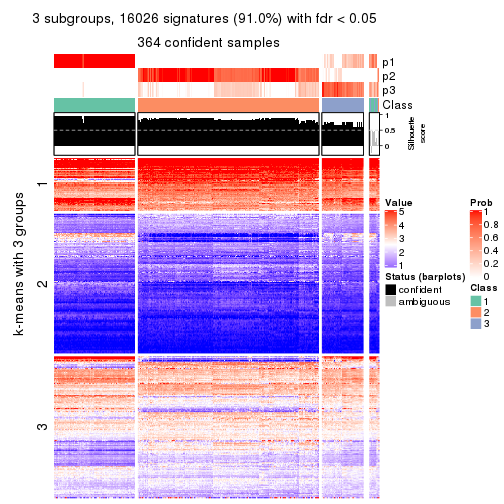 3 subgroups, 16026 signatures (91.0%) with fdr < 0.05
364 confident samples
p1
p2
p3
Class
1
0.5
0
Silhouette
score
k-means with 3 groups
1
2
3
Value
5
4
3
2
1
Status (barplots)
confident
ambiguous
Prob
1
0.8
0.6
0.4
0.2
0
Class
1
2
3